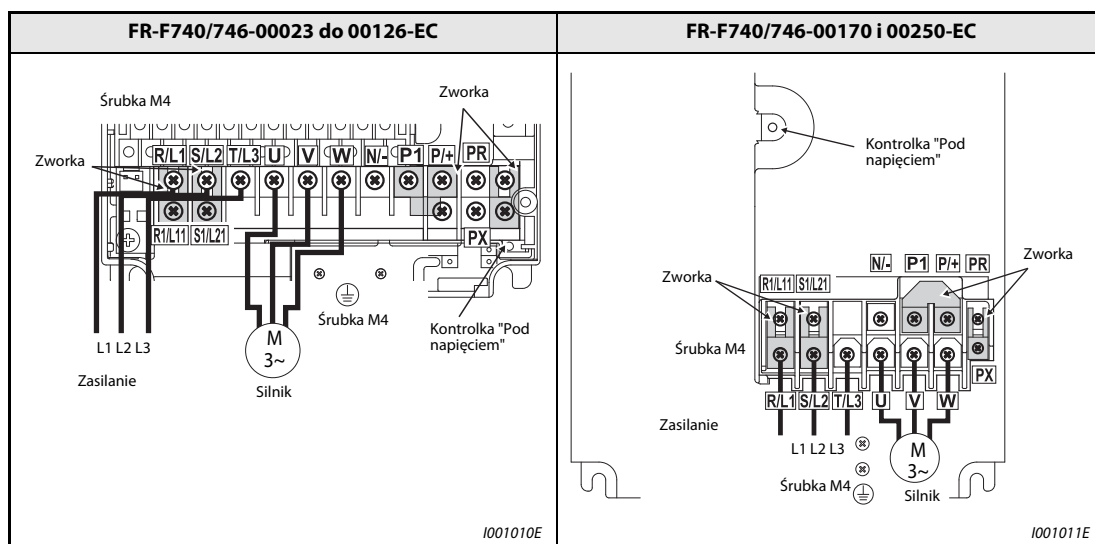 FR-F740/746-00023 do 00126-EC
FR-F740/746-00170 i 00250-EC
Śrubka M4
Zworka
Zworka
R/L1 S/L2 T/L3 U V W N/- P1 P/+ PR
R1/L11 S1/L21
PX
Śrubka M4
L1 L2 L3
Zasilanie
M
3~
Silnik
Kontrolka "Pod
napięciem"
I001010E
Kontrolka "Pod
napięciem"
Zworka
N/- P1 P/+ PR
Zworka
R1/L11 S1/L21
Śrubka M4
PX
R/L1 S/L2 T/L3 U V W
Zasilanie
L1 L2 L3
M
3~
Śrubka M4
Silnik
I001011E